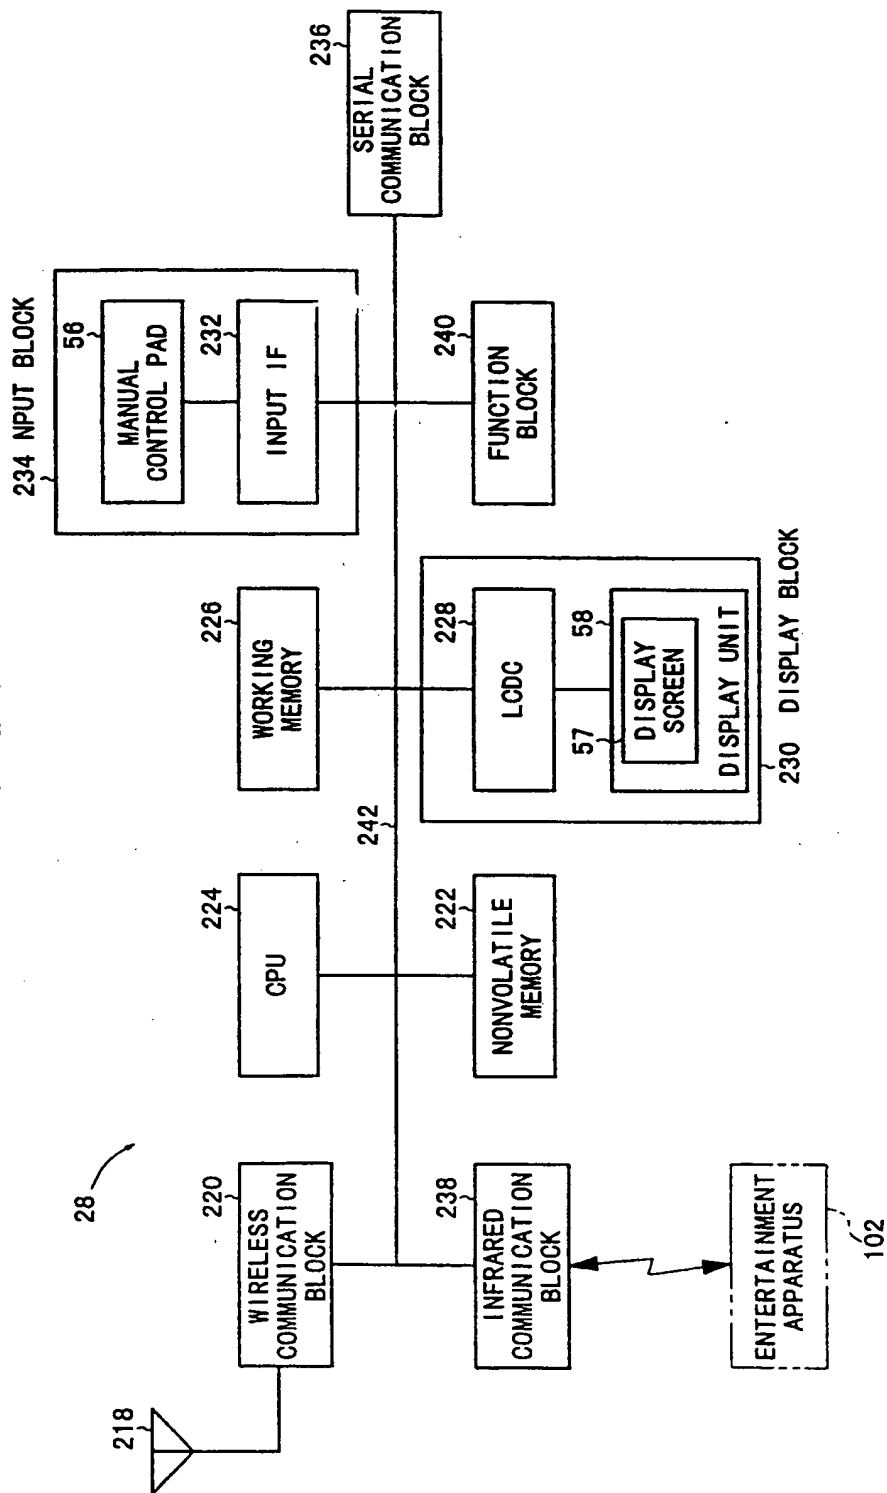 28
218
220
WIRELESS
COMMUNICATION
BLOCK
224
CPU
226
WORKING
MEMORY
234 NPUT BLOCK
56
MANUAL
CONTROL PAD
232
INPUT IF
236
SERIAL
COMMUNICATION
BLOCK
242
238
INFRARED
COMMUNICATION
BLOCK
222
NONVOLATILE
MEMORY
228
LCDC
58
57
DISPLAY
SCREEN
DISPLAY UNIT
230 DISPLAY BLOCK
240
FUNCTION
BLOCK
ENTERTAINMENT
APPARATUS
102